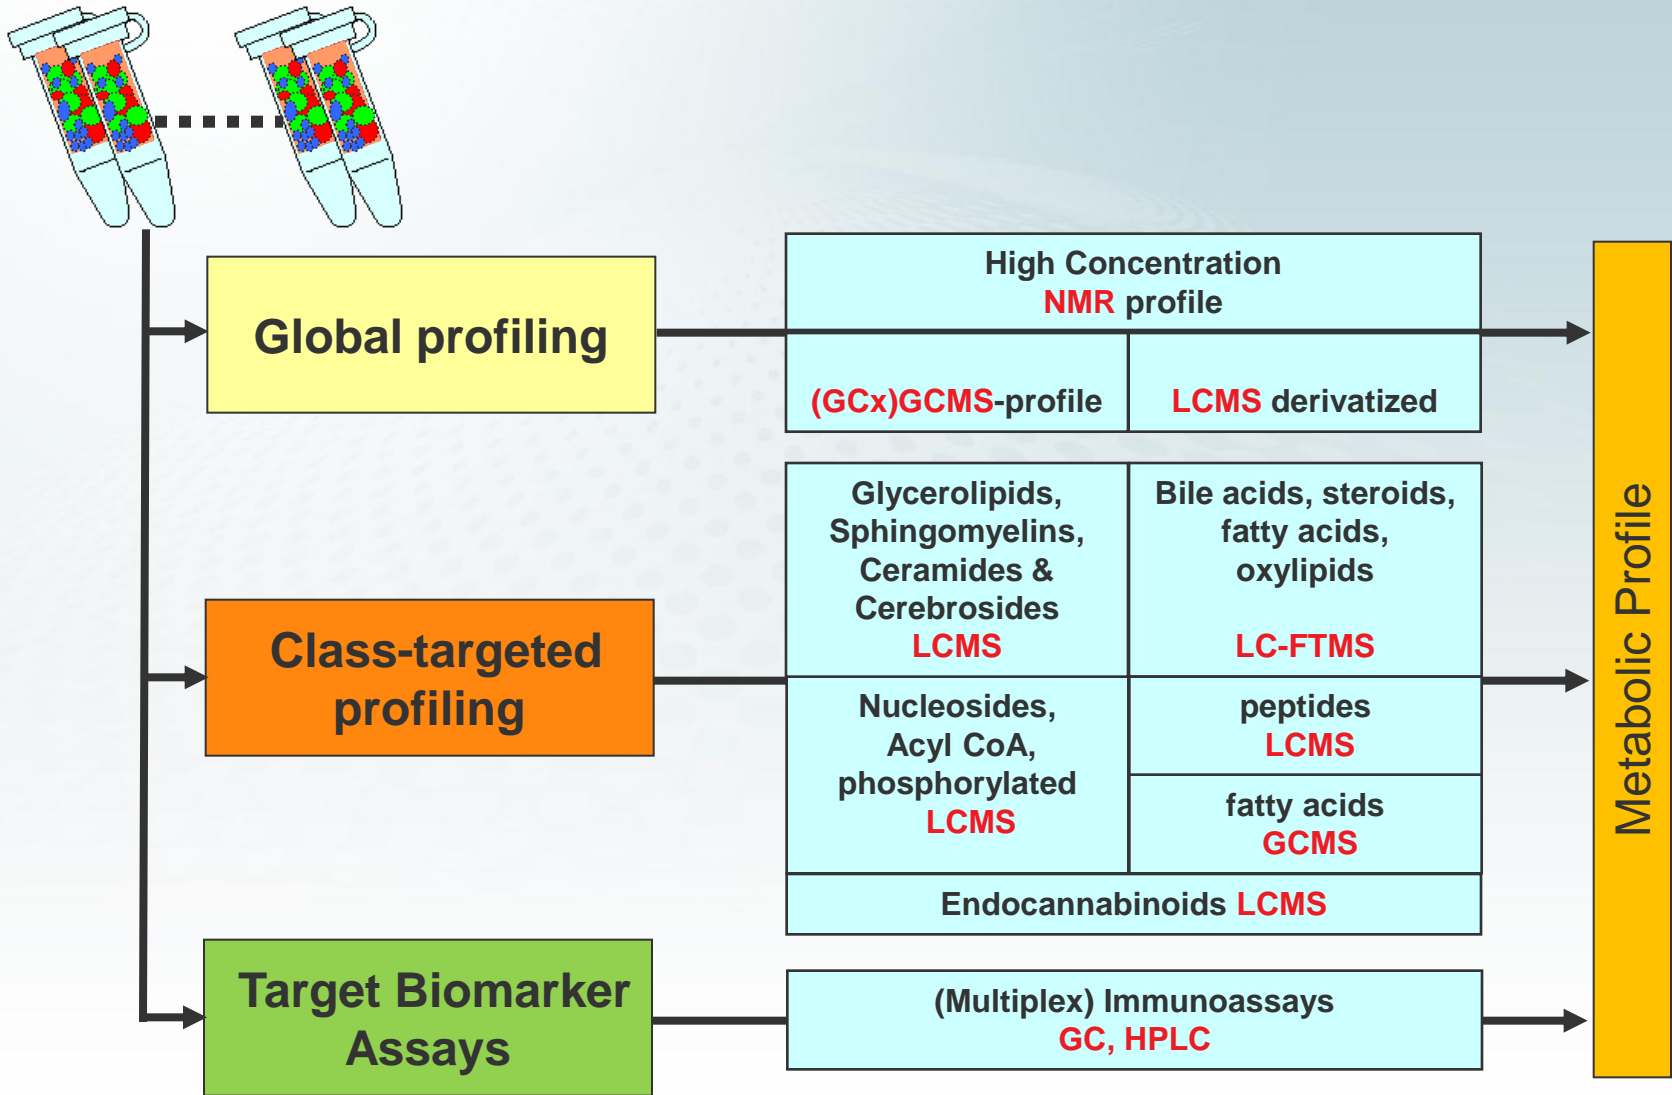 Global profiling
High Concentration
NMR profile
(GCx)GCMS-profile
LCMS derivatized
Class-targeted
profiling
Glycerolipids,
Sphingomyelins,
Ceramides &
Cerebrosides
LCMS
Bile acids, steroids,
fatty acids,
oxylipids
LC-FTMS
Nucleosides,
Acyl CoA,
phosphorylated
LCMS
peptides
LCMS
fatty acids
GCMS
Endocannabinoids LCMS
Target Biomarker
Assays
(Multiplex) Immunoassays
GC, HPLC
Metabolic Profile